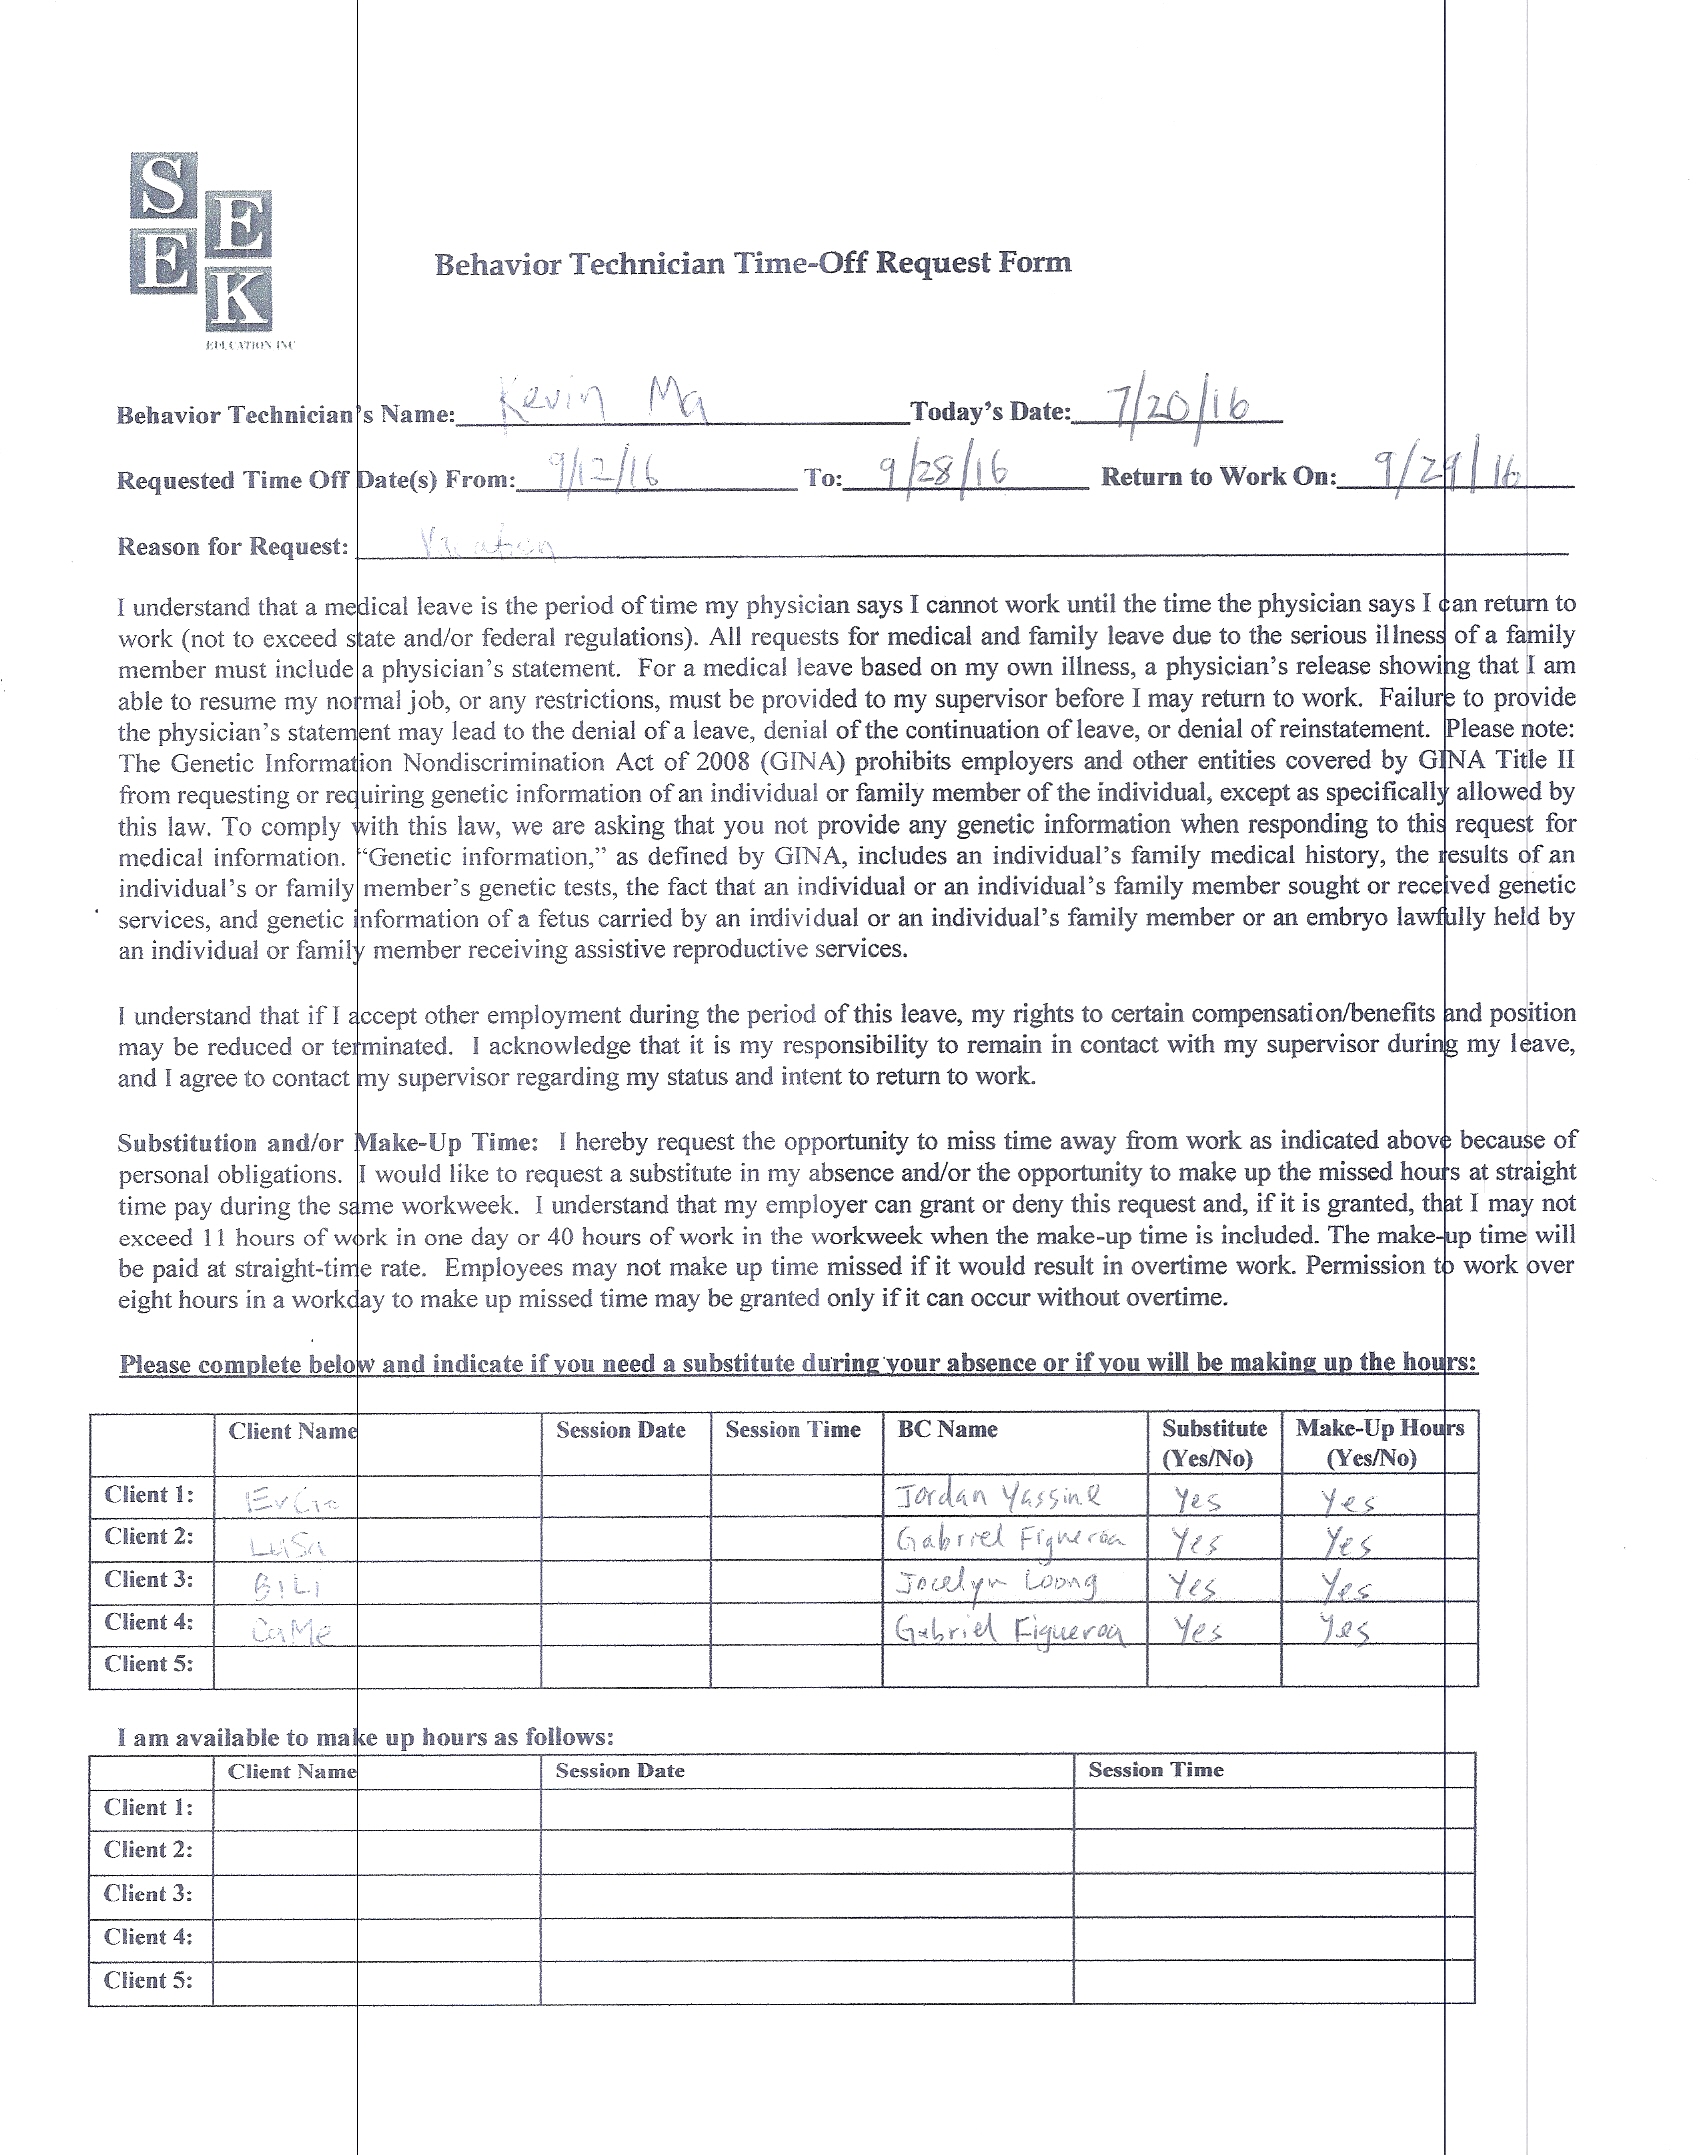 S
E
E
K
EDUCATION INC
Behavior Technician Time-Off Request Form
Behavior Technician's Name: Kevin Ma Today's Date: 7/20/16
Requested Time Off Date(s) From: 9/12/16 To: 9/28/16 Return to Work On: 9/29/16
Reason for Request: Vacation
I understand that a medical leave is the period of time my physician says I cannot work until the time the physician says I can return to
work (not to exceed state and/or federal regulations). All requests for medical and family leave due to the serious illness of a family
member must include a physician's statement. For a medical leave based on my own illness, a physician's release showing that I am
able to resume my normal job, or any restrictions, must be provided to my supervisor before I may return to work. Failure to provide
the physician's statement may lead to the denial of a leave, denial of the continuation of leave, or denial of reinstatement. Please note:
The Genetic Information Nondiscrimination Act of 2008 (GINA) prohibits employers and other entities covered by GINA Title II
from requesting or requiring genetic information of an individual or family member of the individual, except as specifically allowed by
this law. To comply with this law, we are asking that you not provide any genetic information when responding to this request for
medical information. "Genetic information," as defined by GINA, includes an individual's family medical history, the results of an
individual's or family member's genetic tests, the fact that an individual or an individual's family member sought or received genetic
services, and genetic information of a fetus carried by an individual or an individual's family member or an embryo lawfully held by
an individual or family member receiving assistive reproductive services.
I understand that if I accept other employment during the period of this leave, my rights to certain compensation/benefits and position
may be reduced or terminated. I acknowledge that it is my responsibility to remain in contact with my supervisor during my leave,
and I agree to contact my supervisor regarding my status and intent to return to work.
Substitution and/or Make-Up Time: I hereby request the opportunity to miss time away from work as indicated above because of
personal obligations. I would like to request a substitute in my absence and/or the opportunity to make up the missed hours at straight
time pay during the same workweek. I understand that my employer can grant or deny this request and, if it is granted, that I may not
exceed 11 hours of work in one day or 40 hours of work in the workweek when the make-up time is included. The make-up time will
be paid at straight-time rate. Employees may not make up time missed if it would result in overtime work. Permission to work over
eight hours in a workday to make up missed time may be granted only if it can occur without overtime.
Please complete below and indicate if you need a substitute during your absence or if you will be making up the hours:
Client Name Session Date Session Time BC Name Substitute (Yes/No) Make-Up Hours (Yes/No)
Client 1: Jordan Yassine Yes Yes
Client 2: LuSa Gabriel Figueroa Yes Yes
Client 3: BiLi Jocelyn Loong Yes Yes
Client 4: CaMe Gabriel Figueroa Yes Yes
Client 5:
I am available to make up hours as follows:
Client Name Session Date Session Time
Client 1:
Client 2:
Client 3:
Client 4:
Client 5: